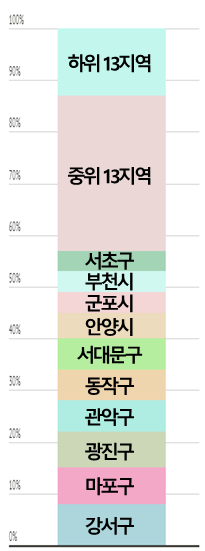 100%
하위 13지역
90%
80%
중위 13지역
70%
60%
서초구
부천시
50%
군포시
안양시
40%
서대문구
동작구
30%
관악구
20%
광진구
마포구
10%
강서구
0%